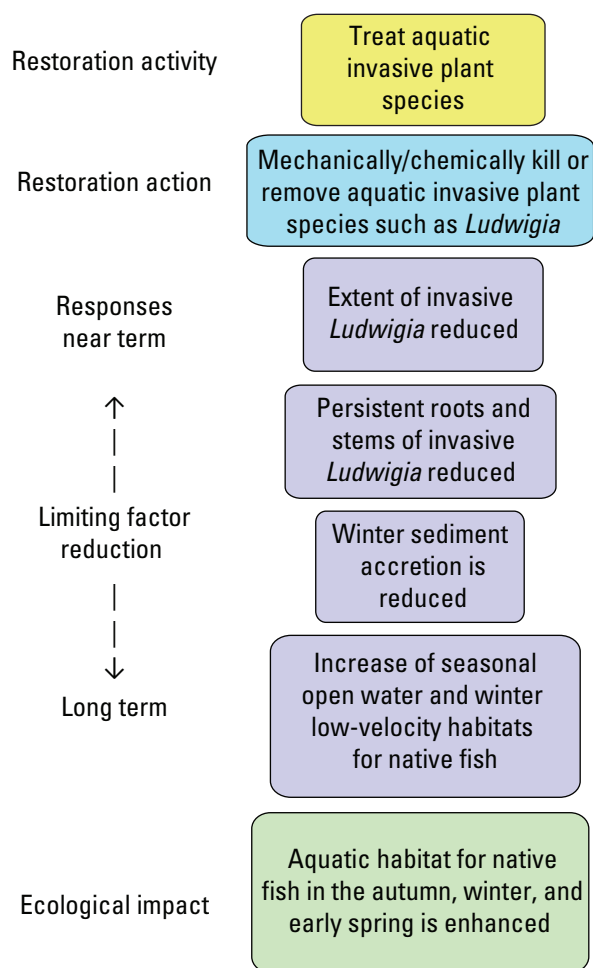 Restoration activity
Treat aquatic
invasive plant
species
Restoration action
Mechanically/chemically kill or
remove aquatic invasive plant
species such as Ludwigia
Responses
near term
Extent of invasive
Ludwigia reduced
Persistent roots and
stems of invasive
Ludwigia reduced
Limiting factor
reduction
Winter sediment
accretion is
reduced
Long term
Increase of seasonal
open water and winter
low-velocity habitats
for native fish
Ecological impact
Aquatic habitat for native
fish in the autumn, winter, and
early spring is enhanced